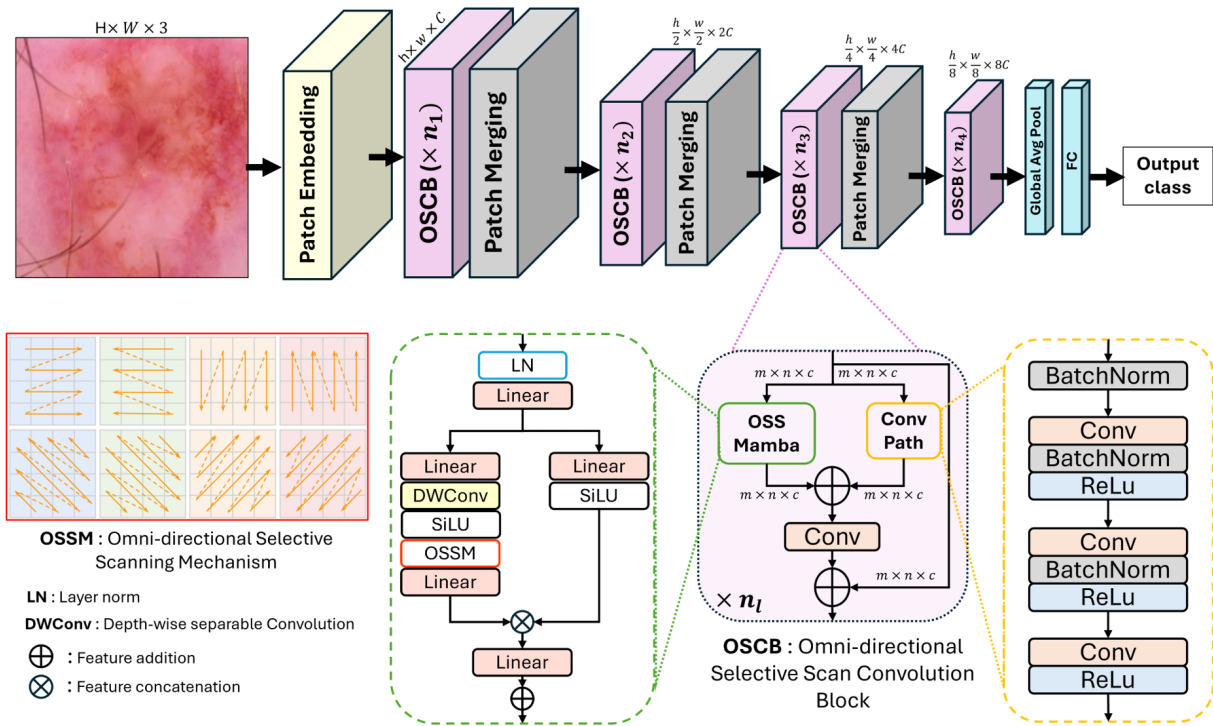 H× W × 3
Patch Embedding
h× w × C
OSCB (× n₁)
Patch Merging
OSCB (× n₂)
h/2 × w/2 × 2C
Patch Merging
OSCB (× n₃)
h/4 × w/4 × 4C
Patch Merging
OSCB (× n₄)
h/8 × w/8 × 8C
Global Avg Pool
FC
Output
class
OSSM : Omni-directional Selective
Scanning Mechanism
LN : Layer norm
DWConv : Depth-wise separable Convolution
⊕ : Feature addition
⊗ : Feature concatenation
LN
Linear
Linear
DWConv
SiLU
OSSM
Linear
Linear
SiLU
Linear
m × n × c
m × n × c
OSS
Mamba
Conv
Path
m × n × c
m × n × c
Conv
m × n × c
× nₗ
OSCB : Omni-directional
Selective Scan Convolution
Block
BatchNorm
Conv
BatchNorm
ReLu
Conv
BatchNorm
ReLu
Conv
ReLu